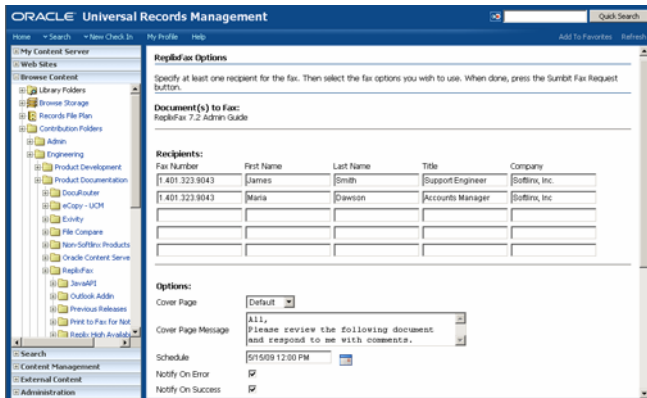 ORACLE Universal Records Management
Quick Search
Home Search New Check In My Profile Help Add To Favorites Refresh
My Content Server
Web Sites
Browse Content
Library Folders
Browse Storage
Records File Plan
Contribution Folders
Admin
Engineering
Product Development
Product Documentation
DocuRouter
eCopy - UCM
Exivity
File Compare
Non-Softlinx Products
Oracle Content Serve
ReplixFax
JavaAPI
Outlook Addin
Previous Releases
Print to Fax for Not
Replix High Availab
Search
Content Management
External Content
Administration
ReplixFax Options
Specify at least one recipient for the fax. Then select the fax options you wish to use. When done, press the Sumbit Fax Request
button.
Document(s) to Fax:
ReplixFax 7.2 Admin Guide
Recipients:
Fax Number First Name Last Name Title Company
1.401.323.9043 James Smith Support Engineer Softlinx, Inc.
1.401.323.9043 Maria Dawson Accounts Manager Softlinx, Inc
Options:
Cover Page Default
Cover Page Message
All,
Please review the following document
and respond to me with comments.
Schedule 5/15/09 12:00 PM
Notify On Error
Notify On Success